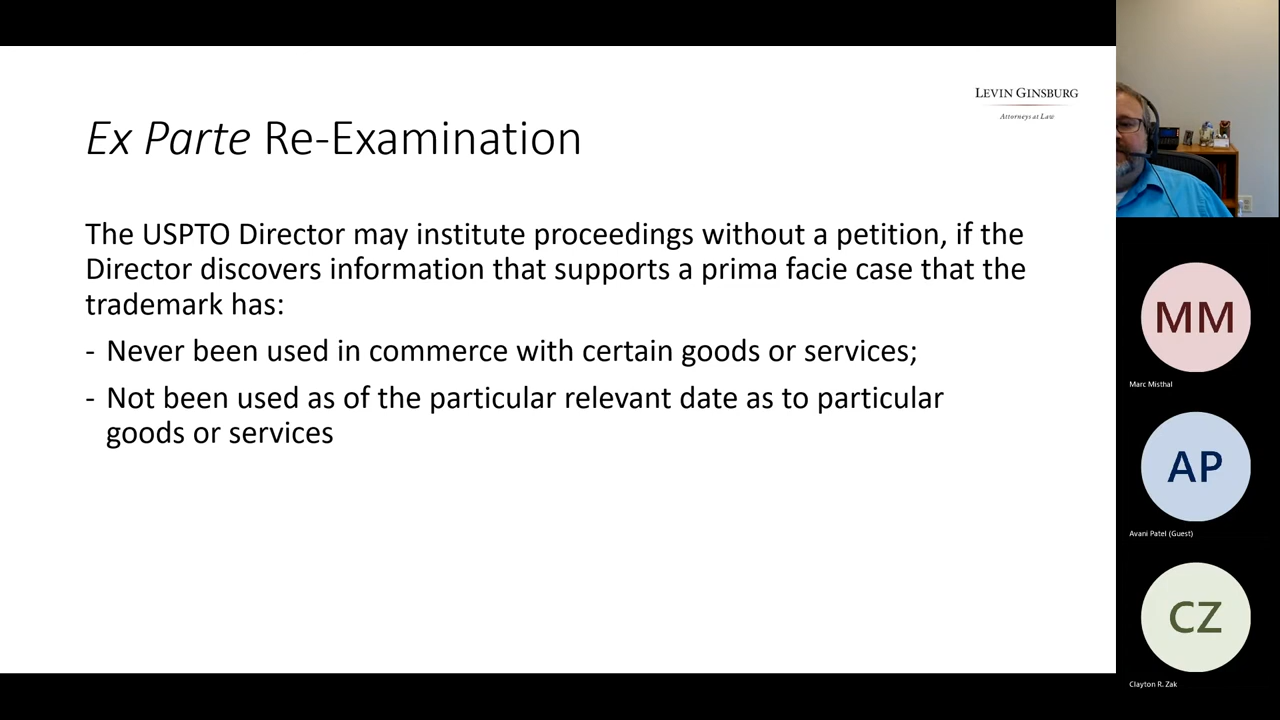 LEVIN GINSBURG
Attorneys at Law
Ex Parte Re-Examination
The USPTO Director may institute proceedings without a petition, if the
Director discovers information that supports a prima facie case that the
trademark has:
- Never been used in commerce with certain goods or services;
- Not been used as of the particular relevant date as to particular
goods or services
MM
Marc Misthal
AP
Avani Patel (Guest)
CZ
Clayton R. Zak